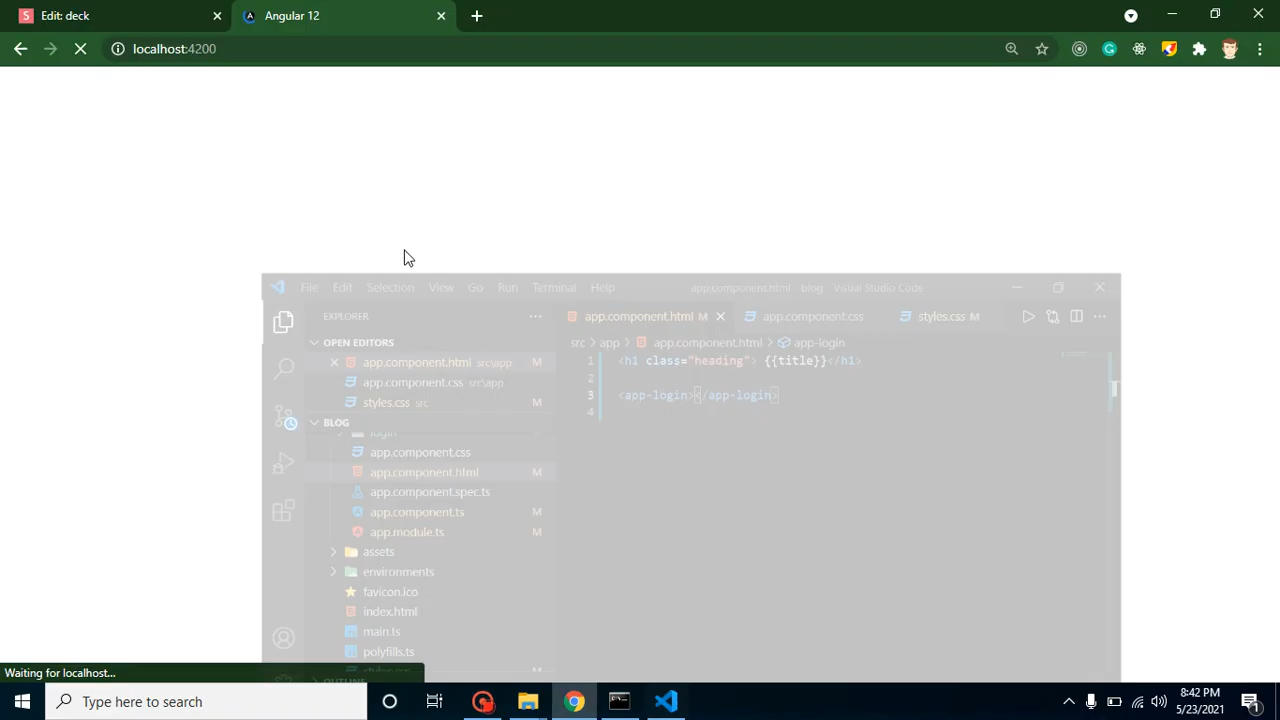 Edit: deck
Angular 12
localhost:4200
File Edit Selection View Go Run Terminal Help
app.component.html blog Visual Studio Code
EXPLORER
app.component.html M
app.component.css
styles.css M
OPEN EDITORS
src app app.component.html app-login
app.component.html src\app
1 <h1 class="heading"> {{title}}</h1>
app.component.css src\app
2
styles.css src M
3 <app-login></app-login>
4
BLOG
login
app.component.css
app.component.html M
app.component.spec.ts
app.component.ts M
app.module.ts M
assets
environments
favicon.ico
index.html
main.ts
polyfills.ts
styles.css
OUTLINE
Waiting for localhost...
Type here to search
8:42 PM
5/23/2021
1